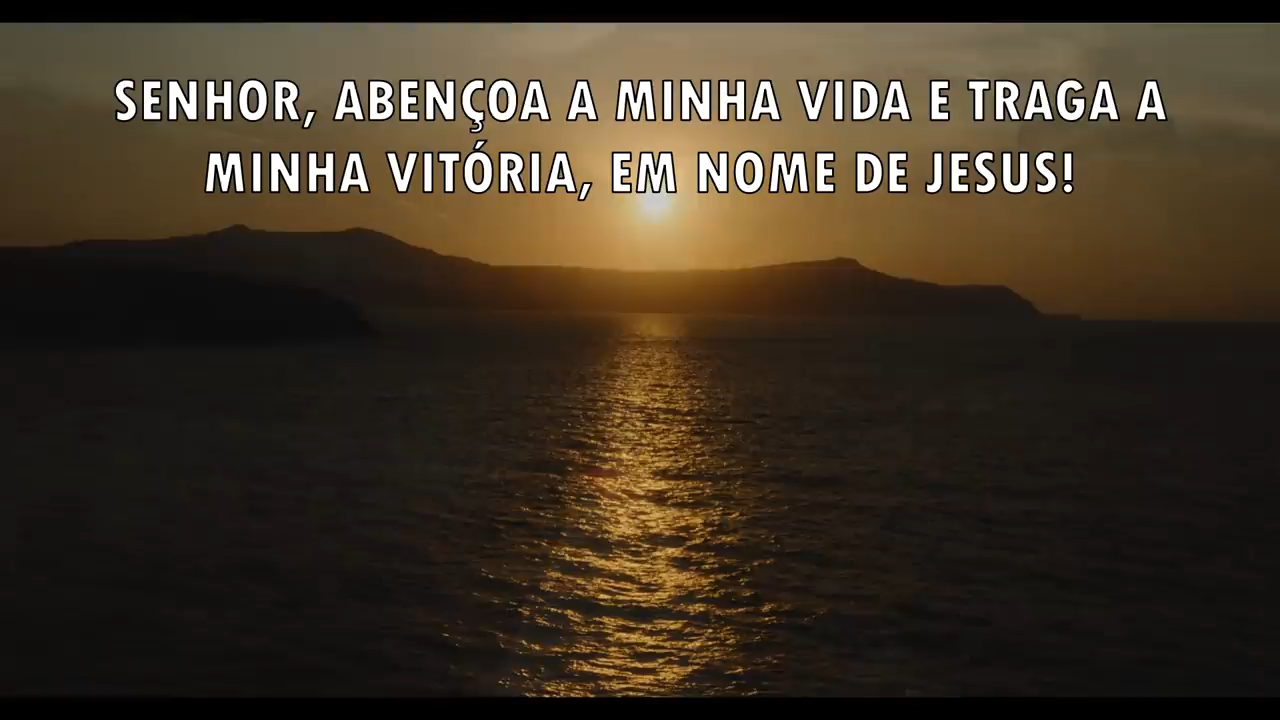 SENHOR, ABENÇOA A MINHA VIDA E TRAGA A
MINHA VITÓRIA, EM NOME DE JESUS!